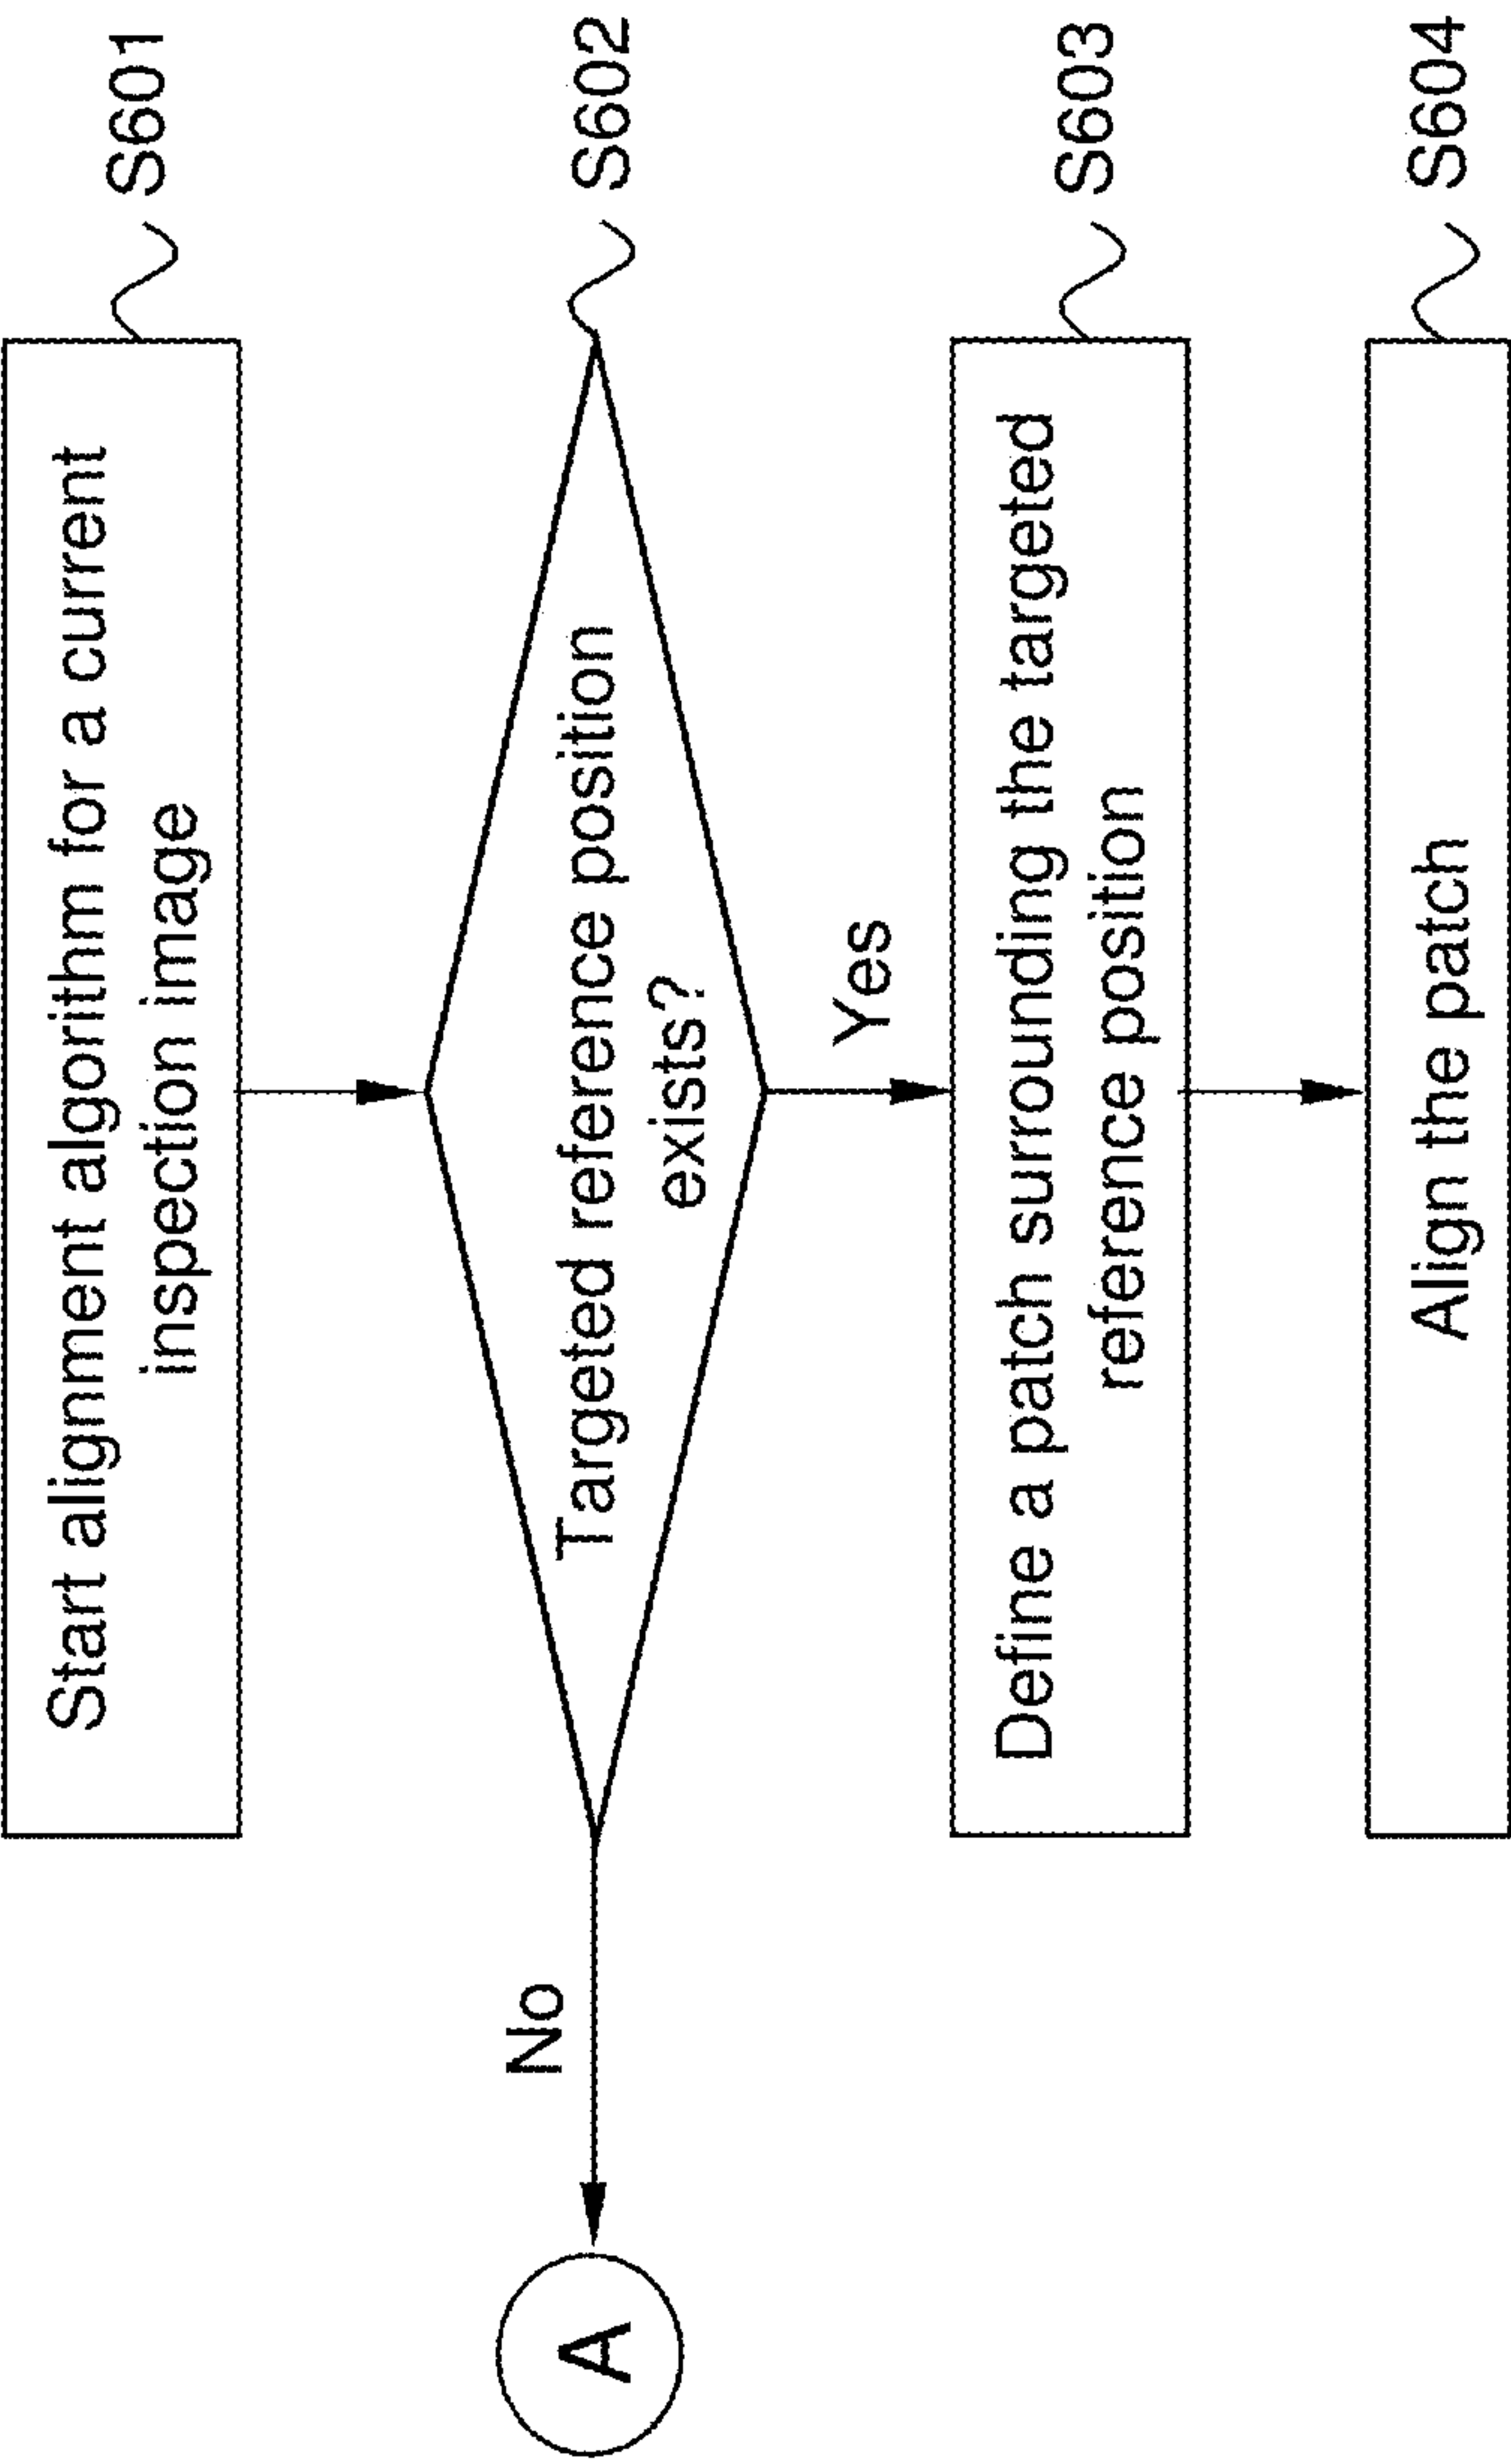 Start alignment algorithm for a current
inspection image
S601
Targeted reference position
exists?
S602
No
A
Yes
Define a patch surrounding the targeted
reference position
S603
Align the patch
S604